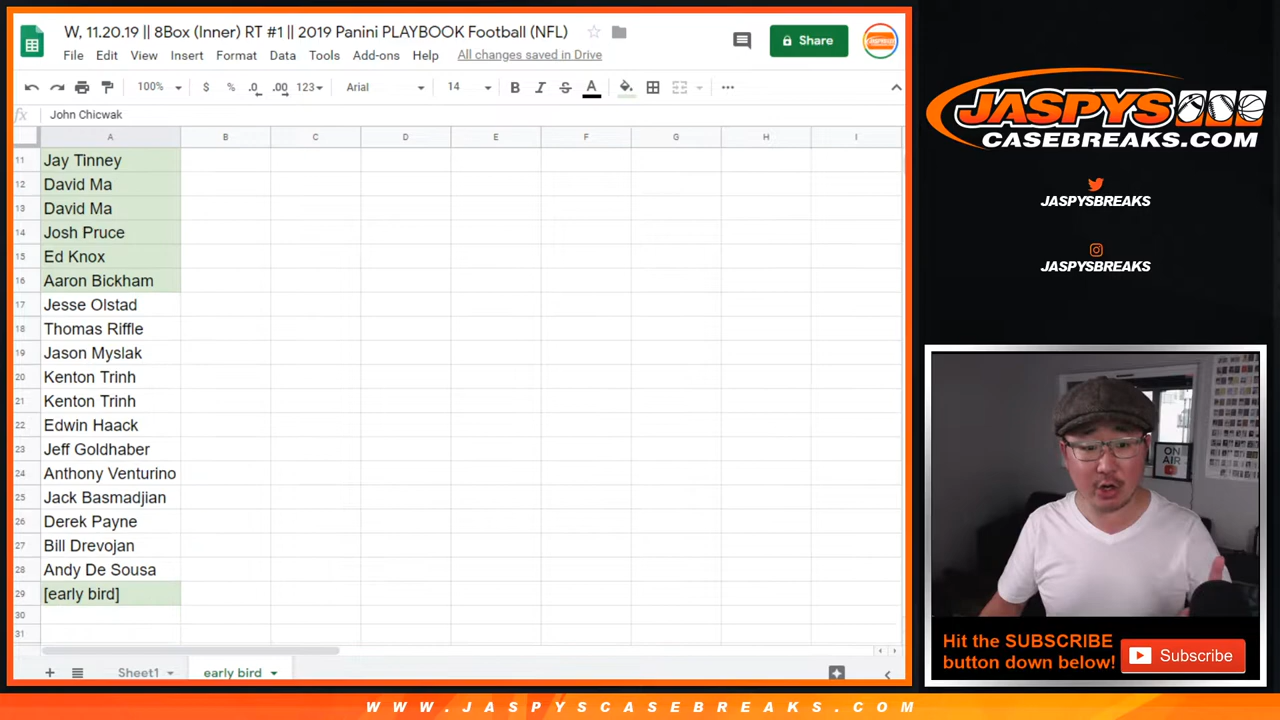 W, 11.20.19 || 8Box (Inner) RT #1 || 2019 Panini PLAYBOOK Football (NFL)
File Edit View Insert Format Data Tools Add-ons Help All changes saved in Drive
Share
100% $ % .0 .00 123 Arial 14 B I S A
fx John Chicwak
A B C D E F G H I
11 Jay Tinney
12 David Ma
13 David Ma
14 Josh Pruce
15 Ed Knox
16 Aaron Bickham
17 Jesse Olstad
18 Thomas Riffle
19 Jason Myslak
20 Kenton Trinh
21 Kenton Trinh
22 Edwin Haack
23 Jeff Goldhaber
24 Anthony Venturino
25 Jack Basmadjian
26 Derek Payne
27 Bill Drevojan
28 Andy De Sousa
29 [early bird]
30
31
Sheet1 early bird
JASPYS
CASEBREAKS.COM
JASPYSBREAKS
JASPYSBREAKS
ON
AIR
Hit the SUBSCRIBE
button down below!
Subscribe
WWW.JASPYSCASEBREAKS.COM